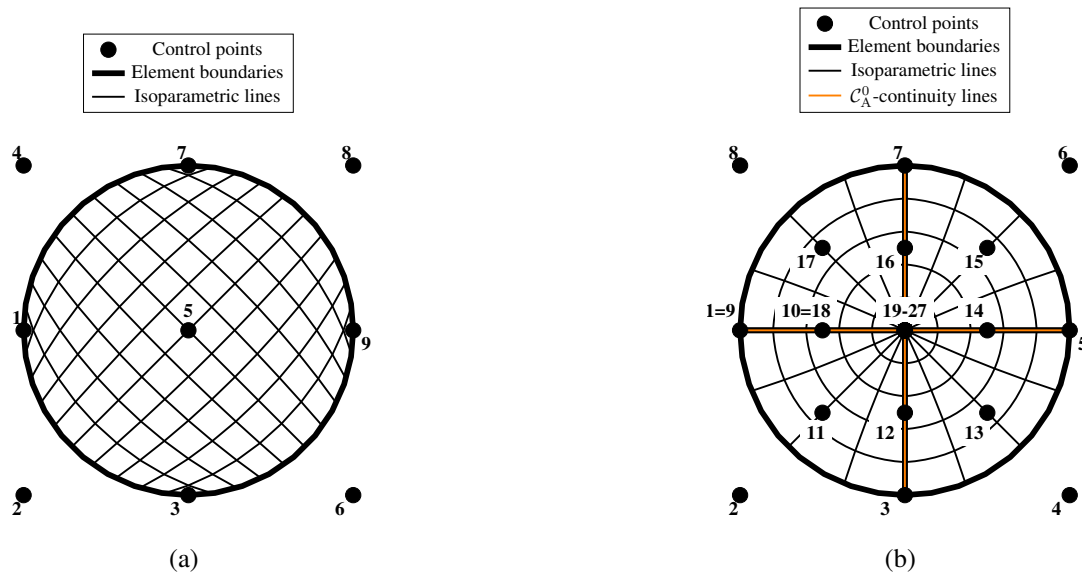 Control points
Element boundaries
Isoparametric lines
4
7
8
1
5
9
2
3
6
(a)
Control points
Element boundaries
Isoparametric lines
C⁰_A-continuity lines
8
7
6
17
16
15
1=9
10=18
19-27
14
5
11
12
13
2
3
4
(b)